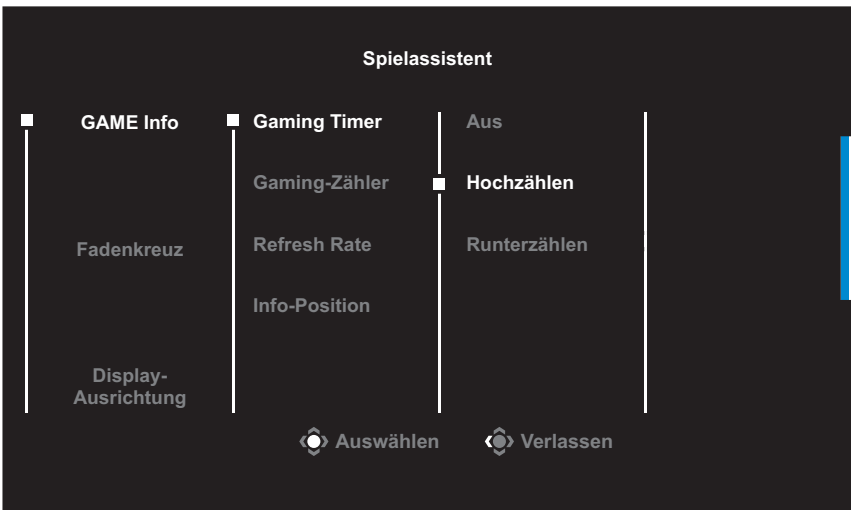 Spielassistent
GAME Info
Gaming Timer
Aus
Gaming-Zähler
Hochzählen
Fadenkreuz
Refresh Rate
Runterzählen
Info-Position
Display-
Ausrichtung
Auswählen
Verlassen